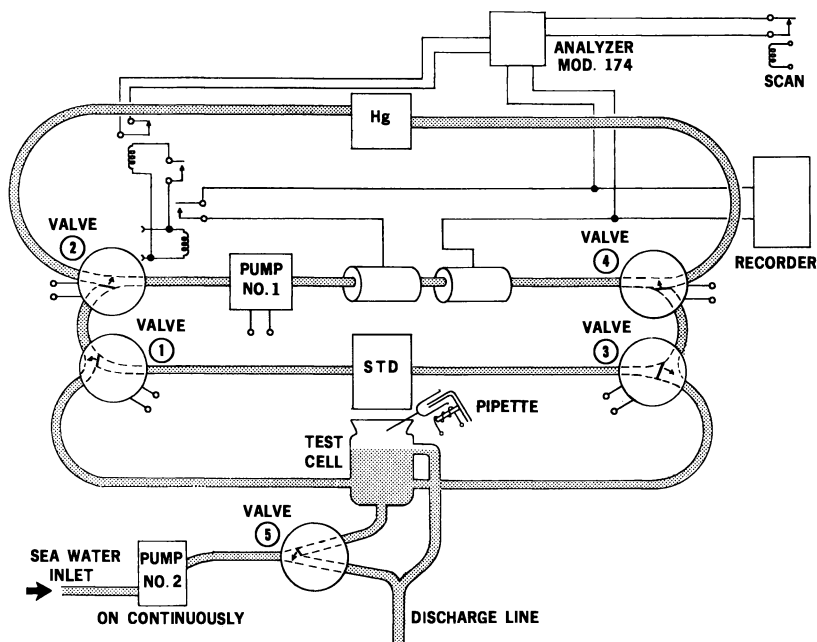 ANALYZER
MOD. 174
SCAN
Hg
VALVE
2
PUMP
NO. 1
VALVE
4
RECORDER
VALVE
1
VALVE
3
STD
PIPETTE
TEST
CELL
VALVE
5
SEA WATER
INLET
PUMP
NO. 2
ON CONTINUOUSLY
DISCHARGE LINE